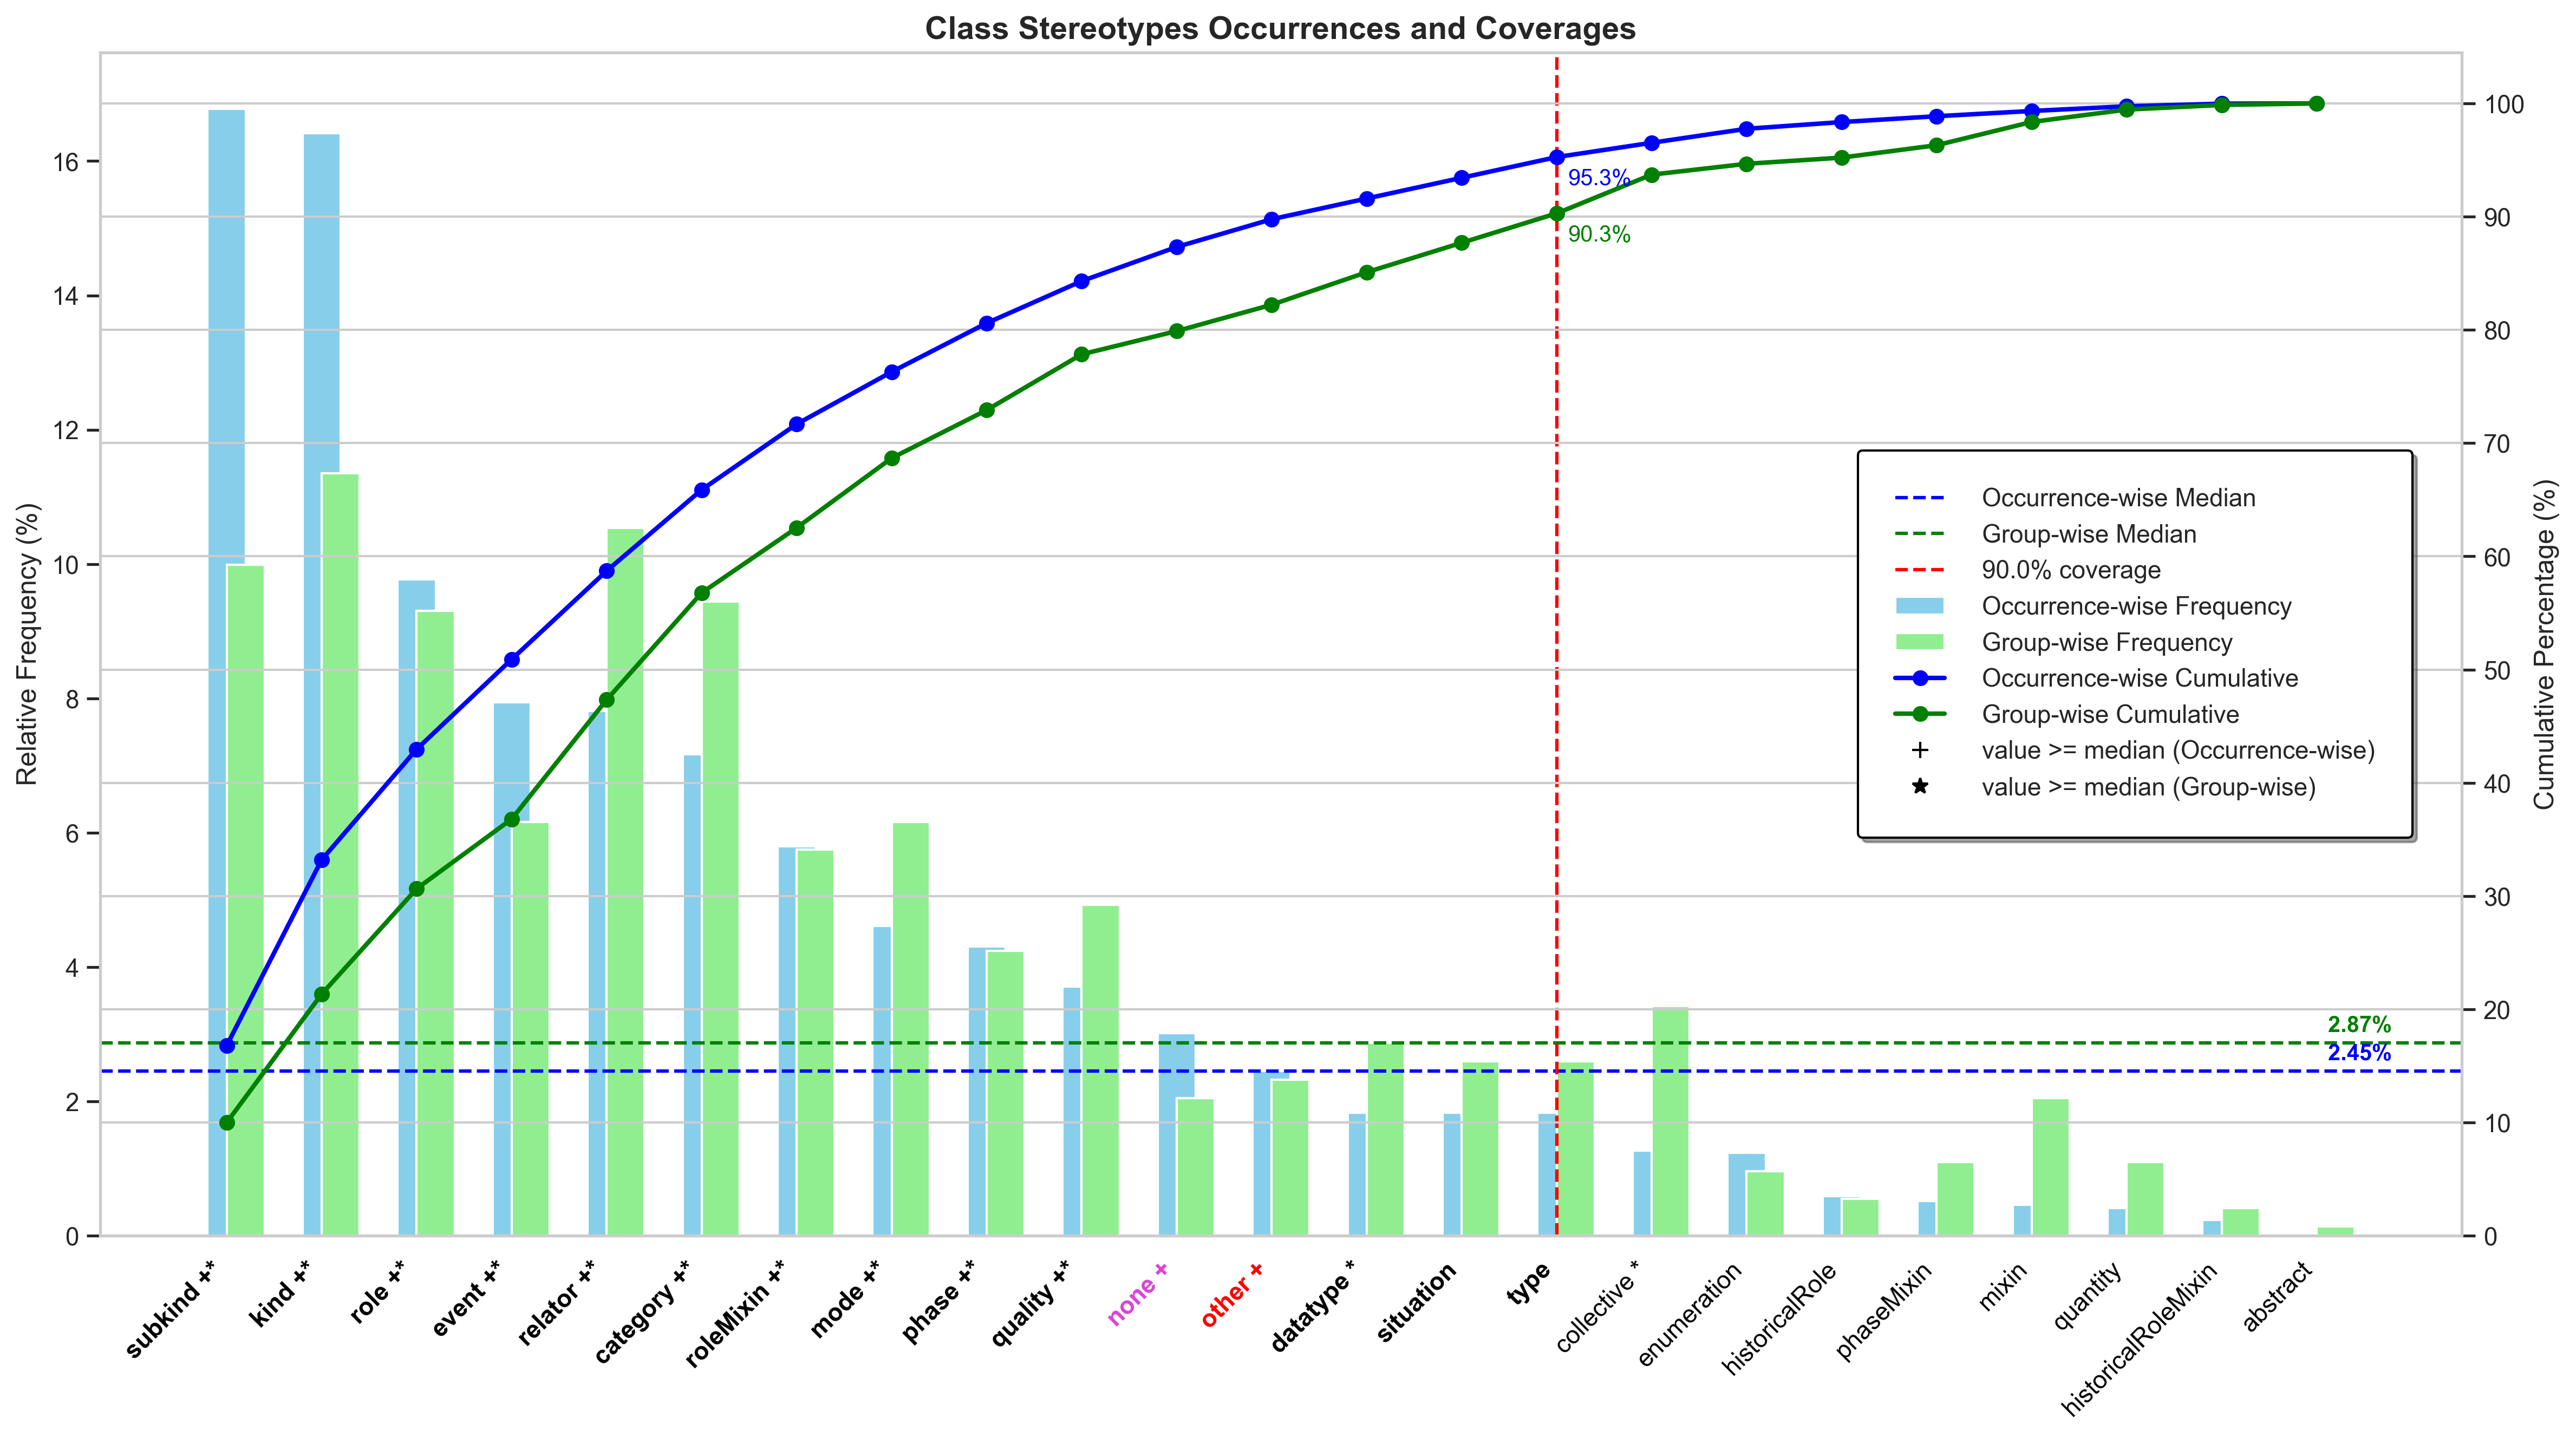 Class Stereotypes Occurrences and Coverages
Relative Frequency (%)
16
14
12
10
8
6
4
2
0
100
90
80
70
60
50
40
30
20
10
0
Cumulative Percentage (%)
95.3%
90.3%
2.87%
2.45%
Occurrence-wise Median
Group-wise Median
90.0% coverage
Occurrence-wise Frequency
Group-wise Frequency
Occurrence-wise Cumulative
Group-wise Cumulative
value >= median (Occurrence-wise)
value >= median (Group-wise)
subkind +*
kind +*
role +*
event +*
relator +*
category +*
roleMixin +*
mode +*
phase +*
quality +*
none +
other +
datatype *
situation
type
collective *
enumeration
historicalRole
phaseMixin
mixin
quantity
historicalRoleMixin
abstract